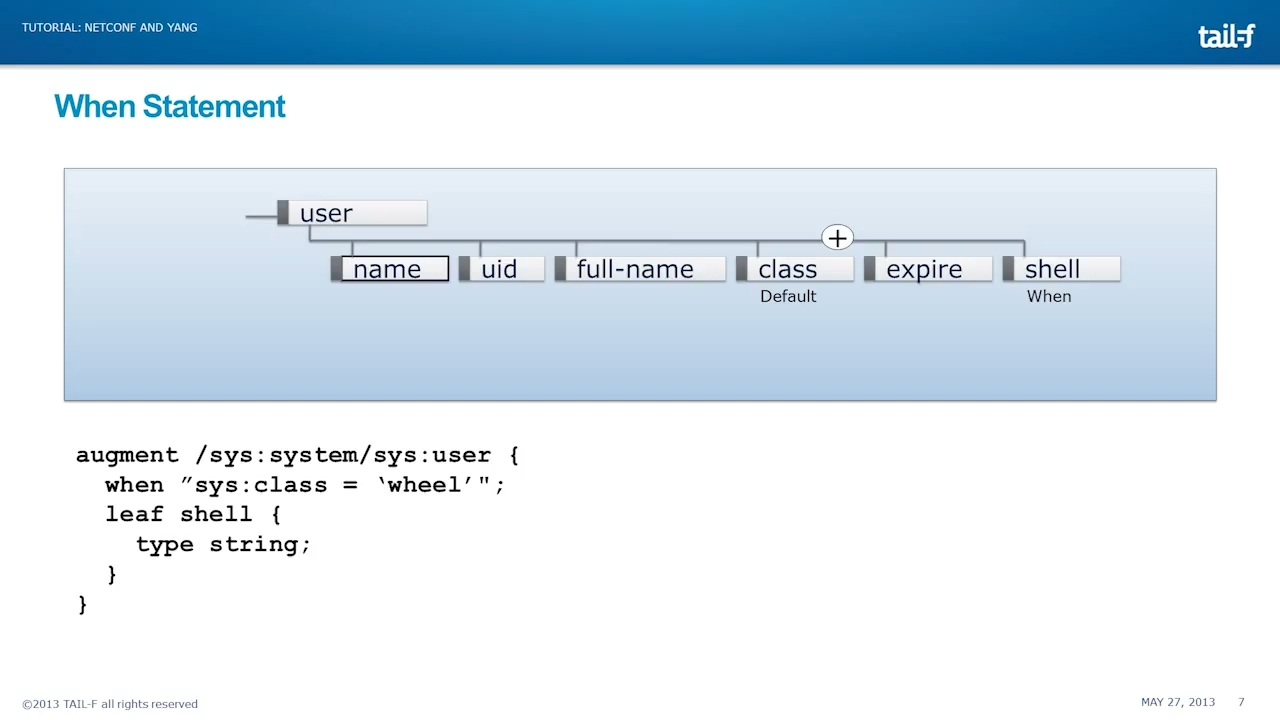 TUTORIAL: NETCONF AND YANG
tail-f
When Statement
user
+
name uid full-name class expire shell
Default When
augment /sys:system/sys:user {
when ”sys:class = ‘wheel’";
leaf shell {
type string;
}
}
©2013 TAIL-F all rights reserved MAY 27, 2013 7